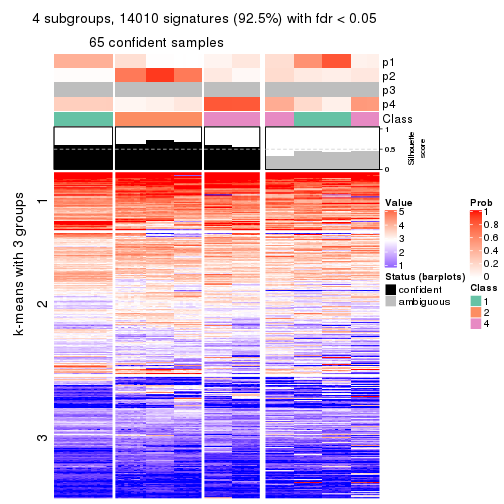 4 subgroups, 14010 signatures (92.5%) with fdr < 0.05
65 confident samples
p1
p2
p3
p4
Class
1
0.5
0
Silhouette
score
k-means with 3 groups
1
2
3
Value
5
4
3
2
1
Status (barplots)
confident
ambiguous
Prob
1
0.8
0.6
0.4
0.2
0
Class
1
2
4